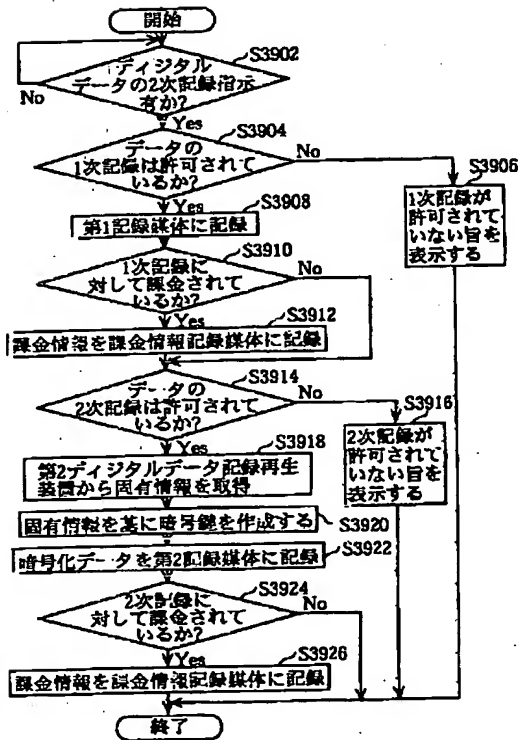 開始
S3902
ディジタル
データの2次記録指示
有か?
No
Yes
S3904
データの
1次記録は許可されて
いるか?
No
Yes
S3906
1次記録が
許可されて
いない旨を
表示する
S3908
第1記録媒体に記録
S3910
1次記録に
対して課金されて
いるか?
No
Yes
S3912
課金情報を課金情報記録媒体に記録
S3914
データの
2次記録は許可されて
いるか?
No
Yes
S3916
2次記録が
許可されて
いない旨を
表示する
S3918
第2ディジタルデータ記録再生
装置から固有情報を取得
固有情報を基に暗号鍵を作成する
S3920
暗号化データを第2記録媒体に記録
S3922
S3924
2次記録に
対して課金されて
いるか?
No
Yes
S3926
課金情報を課金情報記録媒体に記録
終了